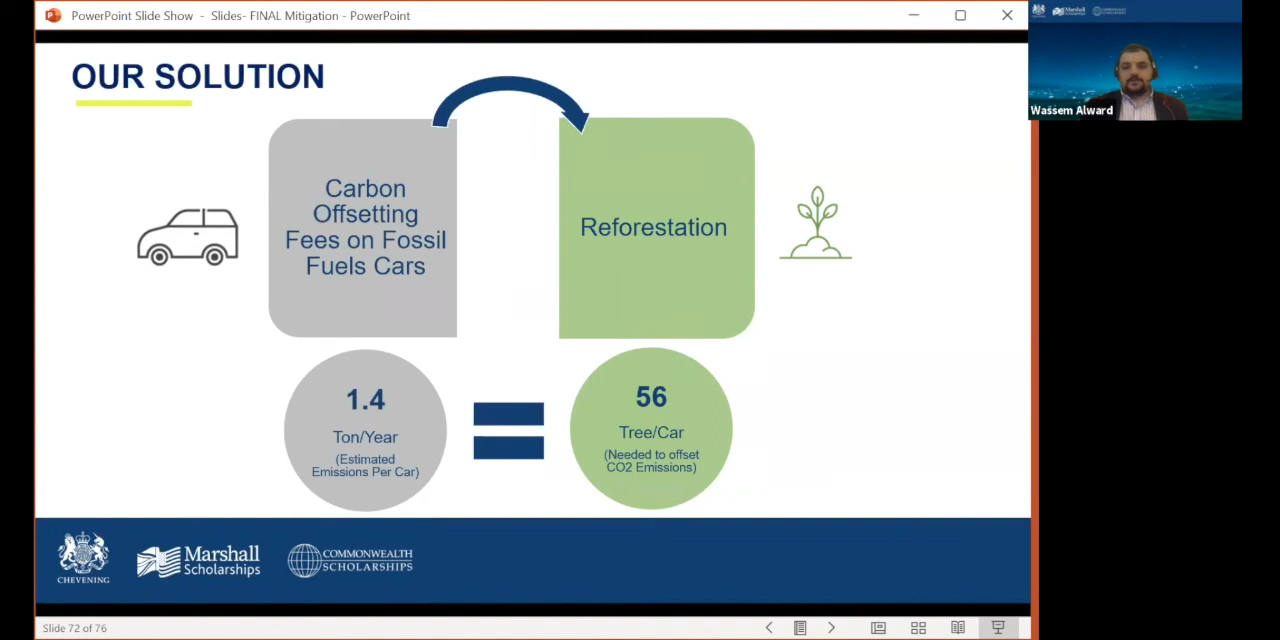 PowerPoint Slide Show - Slides- FINAL Mitigation - PowerPoint
Marshall
Wassem Alward
OUR SOLUTION
Carbon
Offsetting
Fees on Fossil
Fuels Cars
Reforestation
1.4
Ton/Year
(Estimated
Emissions Per Car)
56
Tree/Car
(Needed to offset
CO2 Emissions)
CHEVENING
Marshall
Scholarships
COMMONWEALTH
SCHOLARSHIPS
Slide 72 of 76